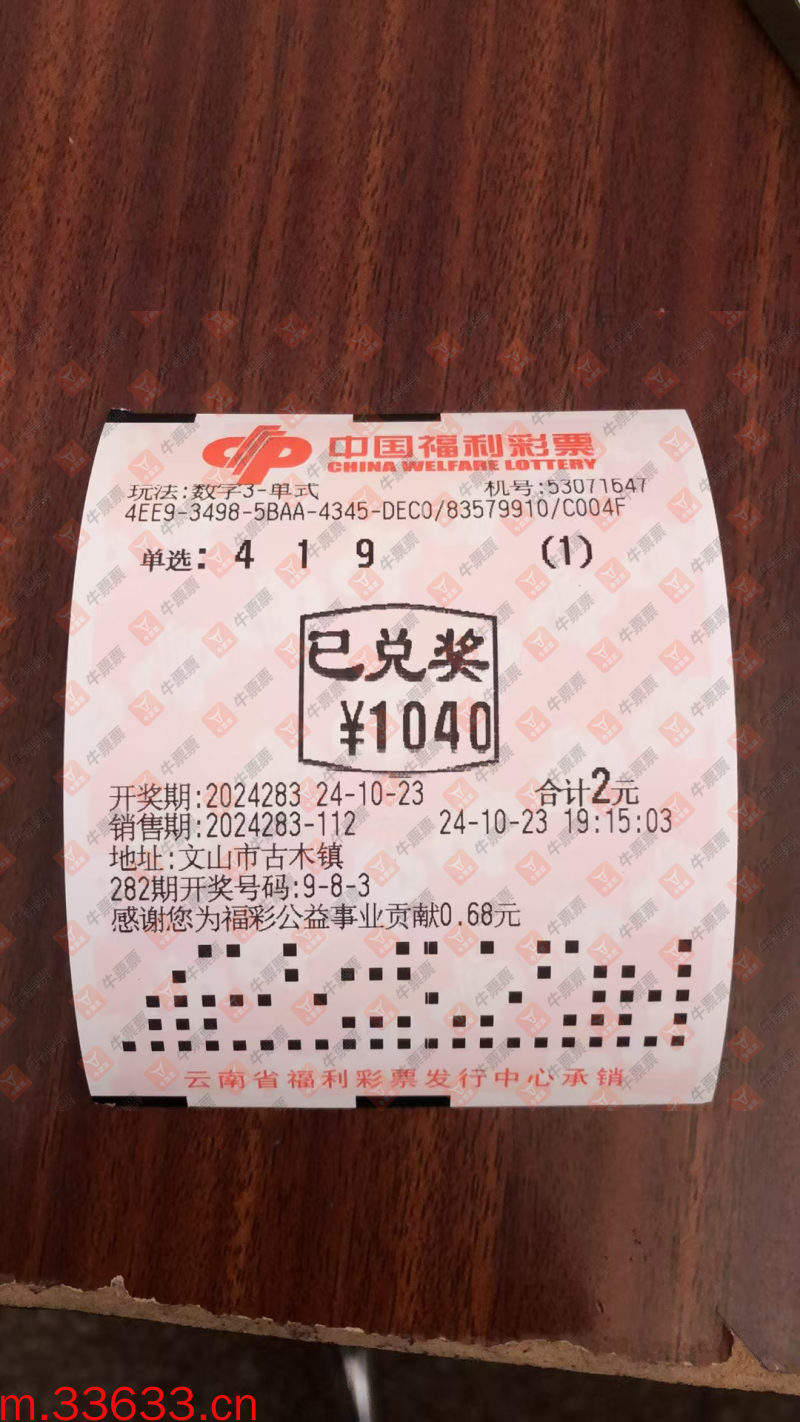 中国福利彩票
CHINA WELFARE LOTTERY
玩法:数字3-单式 机号:53071647
4EE9-3498-5BAA-4345-DEC0/83579910/C004F
单选: 4 1 9 (1)
已兑奖
¥1040
开奖期:2024283 24-10-23 合计2元
销售期:2024283-112 24-10-23 19:15:03
地址:文山市古木镇
282期开奖号码:9-8-3
感谢您为福彩公益事业贡献0.68元
云南省福利彩票发行中心承销
牛票票
m.33633.cn